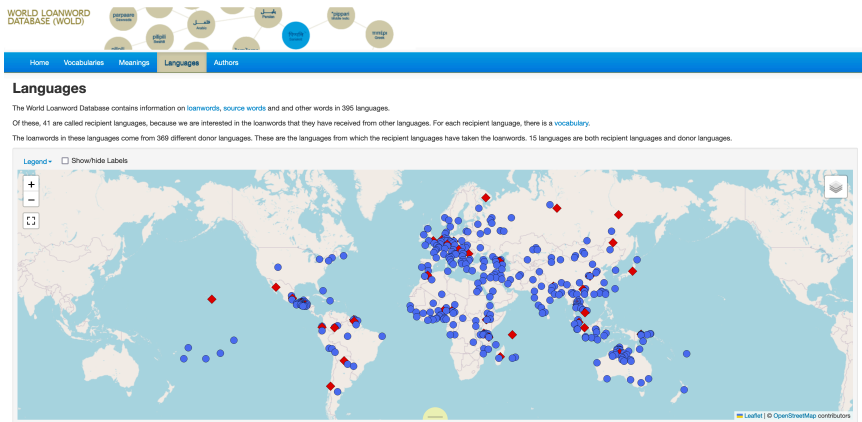 WORLD LOANWORD
DATABASE (WOLD)
Home Vocabularies Meanings Languages Authors
Languages
The World Loanword Database contains information on loanwords, source words and and other words in 395 languages.
Of these, 41 are called recipient languages, because we are interested in the loanwords that they have received from other languages. For each recipient language, there is a vocabulary.
The loanwords in these languages come from 369 different donor languages. These are the languages from which the recipient languages have taken the loanwords. 15 languages are both recipient languages and donor languages.
Legend Show/hide Labels
+
−
Leaflet | © OpenStreetMap contributors